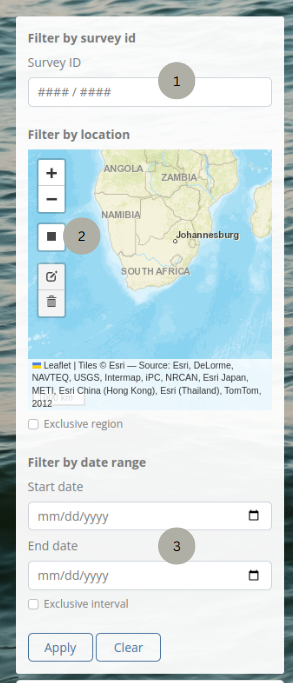 Filter by survey id
Survey ID
#### / ####
1
Filter by location
+
−
ANGOLA
ZAMBIA
NAMIBIA
2
Johannesburg
SOUTH AFRICA
Leaflet | Tiles © Esri — Source: Esri, DeLorme,
NAVTEQ, USGS, Intermap, iPC, NRCAN, Esri Japan,
METI, Esri China (Hong Kong), Esri (Thailand), TomTom,
2012
Exclusive region
Filter by date range
Start date
mm/dd/yyyy
End date
3
mm/dd/yyyy
Exclusive interval
Apply
Clear